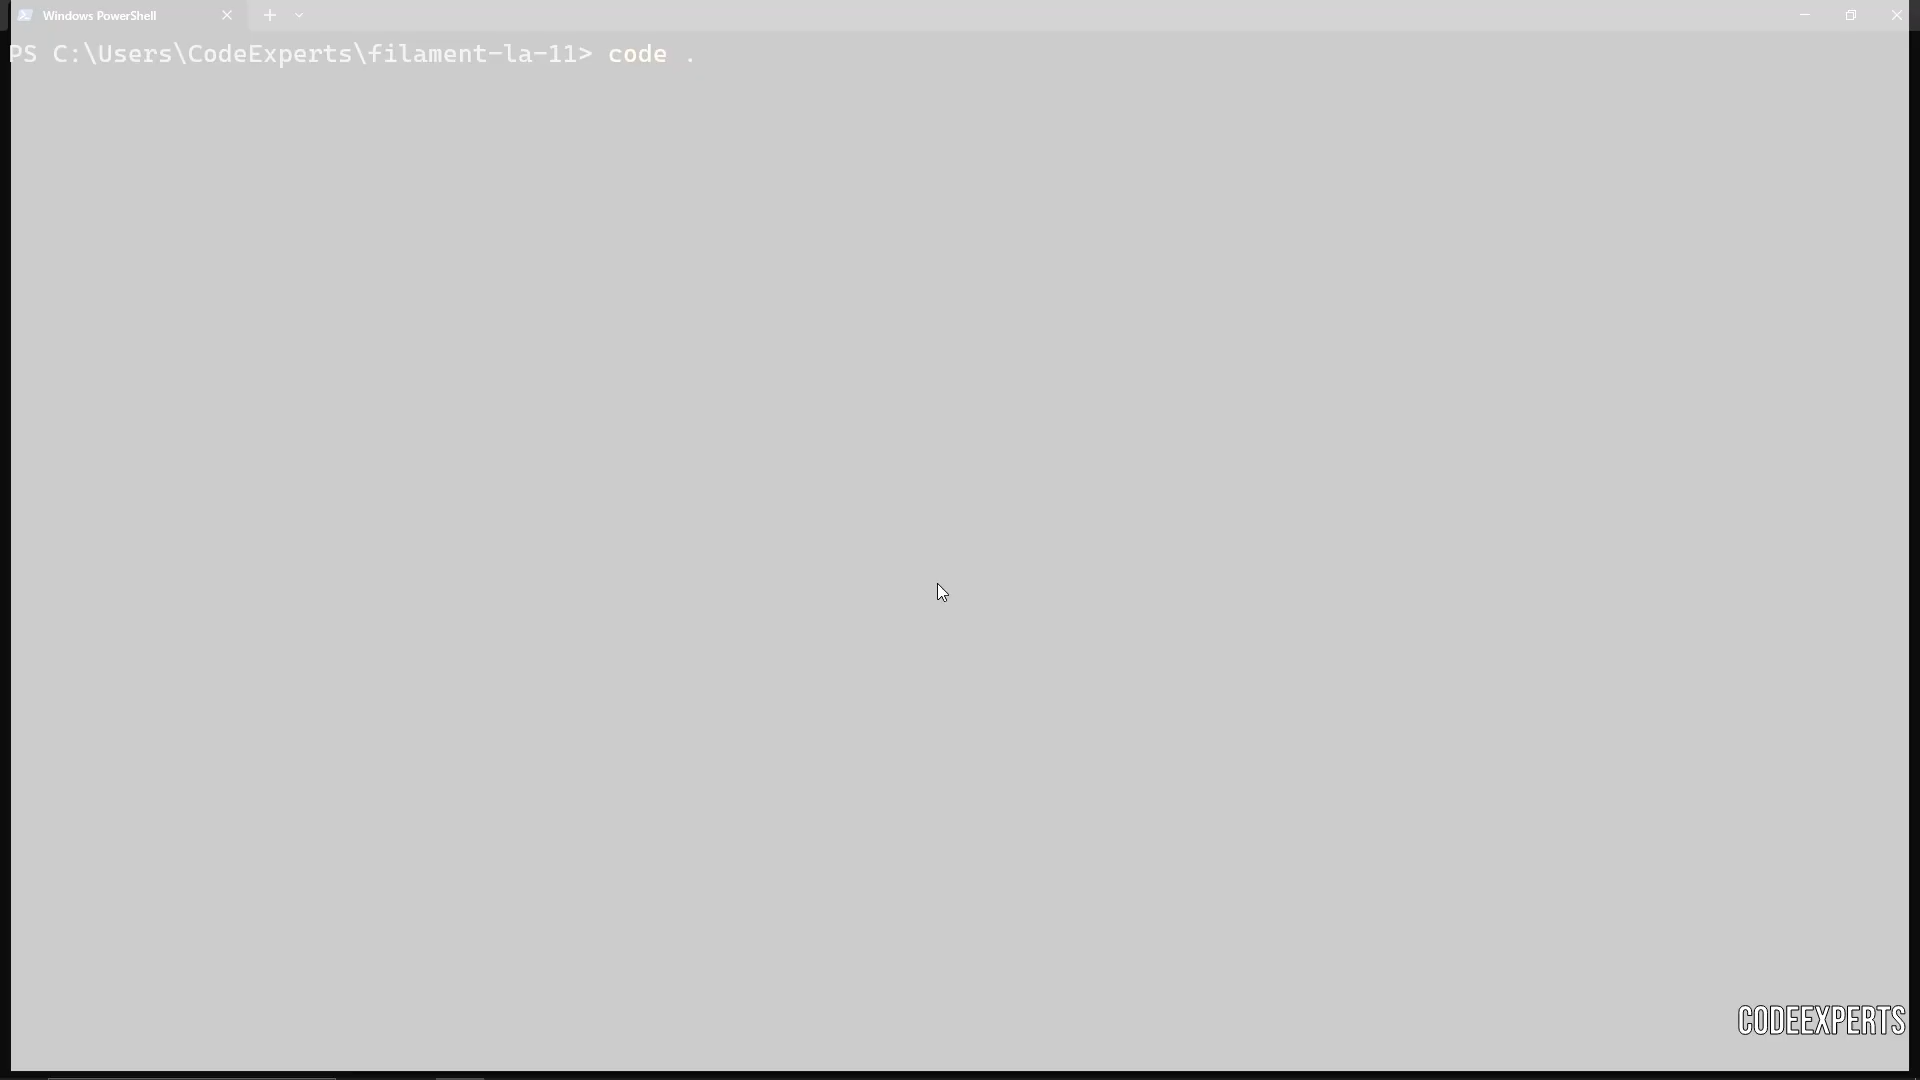 Windows PowerShell
PS C:\Users\CodeExperts\filament-la-11> code .
CODEEXPERTS